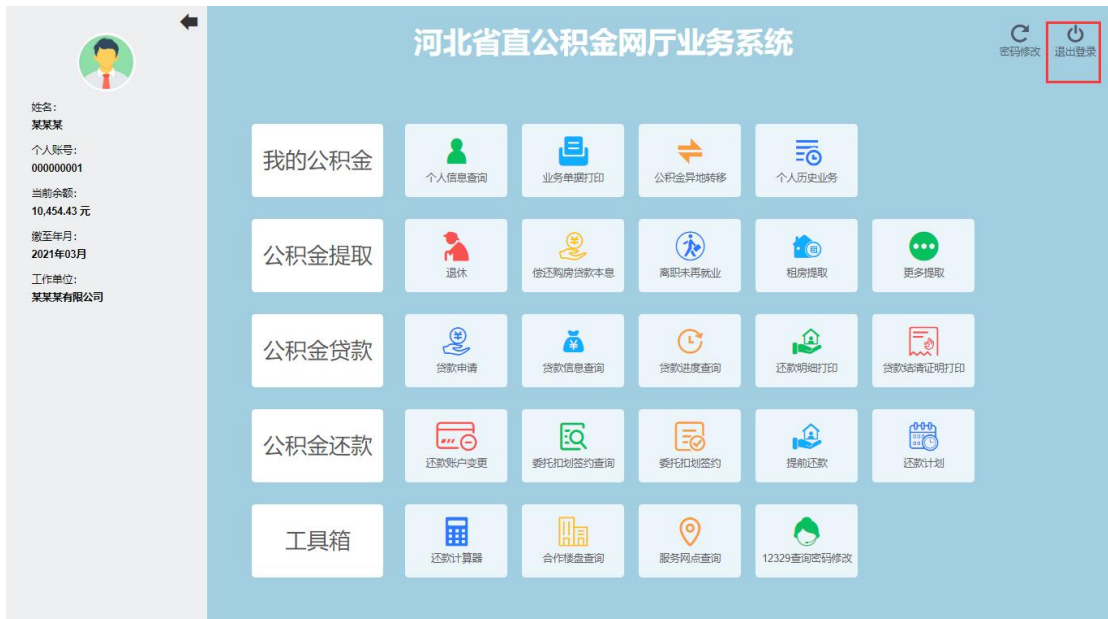 河北省直公积金网厅业务系统
密码修改
退出登录
姓名:
某某某
个人账号:
000000001
当前余额:
10,454.43 元
缴至年月:
2021年03月
工作单位:
某某某有限公司
我的公积金
个人信息查询
业务单据打印
公积金异地转移
个人历史业务
公积金提取
退休
偿还购房贷款本息
离职未再就业
租房提取
更多提取
公积金贷款
贷款申请
贷款信息查询
贷款进度查询
还款明细打印
贷款结清证明打印
公积金还款
还款账户变更
委托扣划签约查询
委托扣划签约
提前还款
还款计划
工具箱
还款计算器
合作楼盘查询
服务网点查询
12329查询密码修改